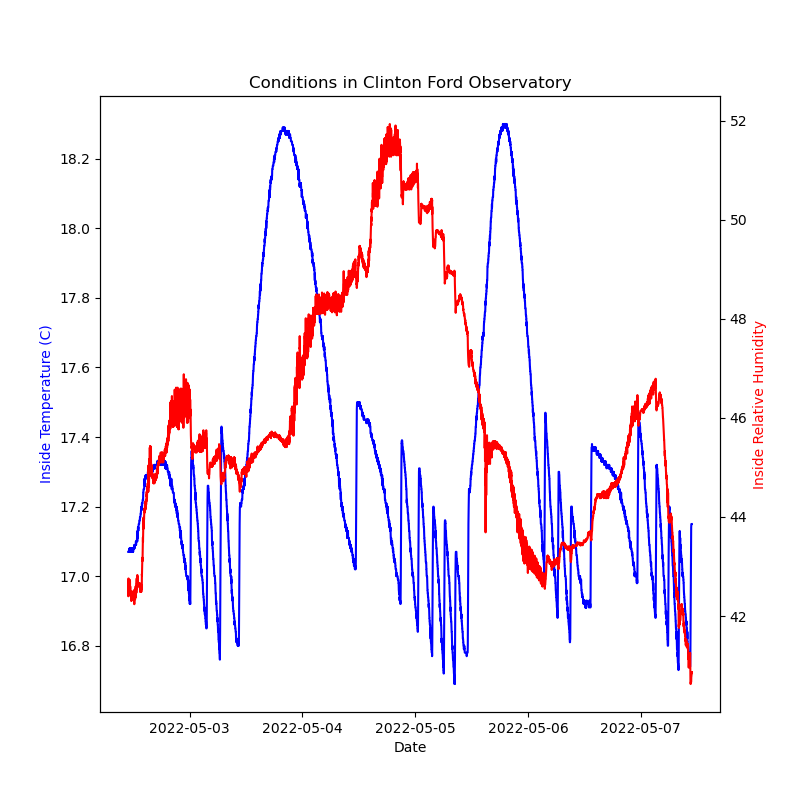 Conditions in Clinton Ford Observatory
Inside Temperature (C)
18.2
18.0
17.8
17.6
17.4
17.2
17.0
16.8
52
50
48
46
44
42
Inside Relative Humidity
2022-05-03 2022-05-04 2022-05-05 2022-05-06 2022-05-07
Date